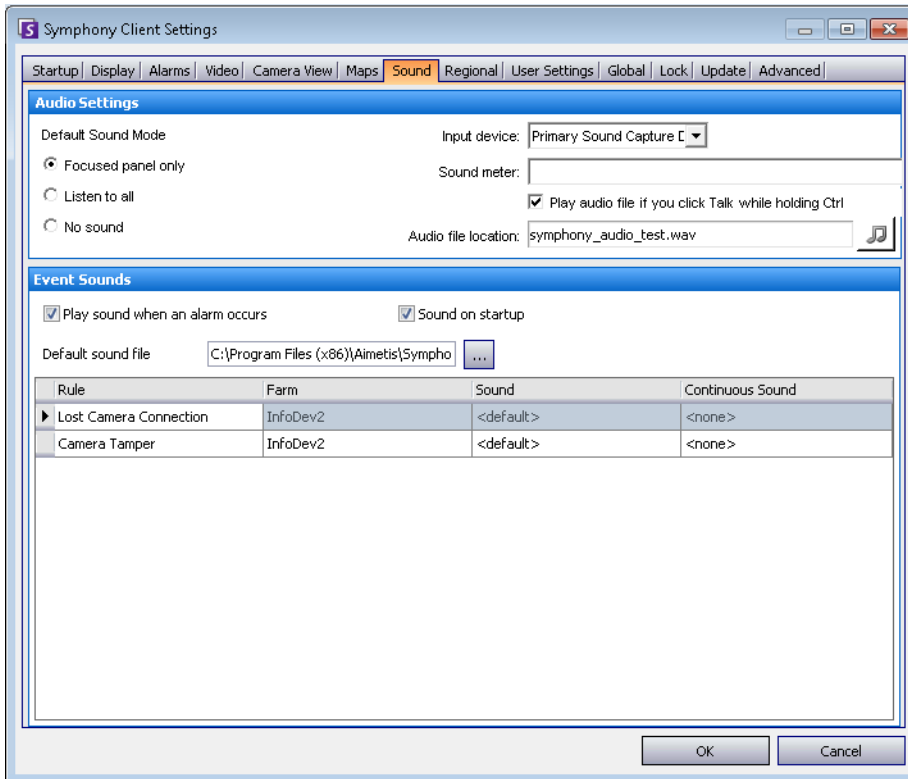 Symphony Client Settings
Startup Display Alarms Video Camera View Maps Sound Regional User Settings Global Lock Update Advanced
Audio Settings
Default Sound Mode
Input device: Primary Sound Capture D
Focused panel only
Sound meter:
Listen to all
Play audio file if you click Talk while holding Ctrl
No sound
Audio file location: symphony_audio_test.wav
Event Sounds
Play sound when an alarm occurs Sound on startup
Default sound file C:\Program Files (x86)\Aimetis\Sympho ...
Rule Farm Sound Continuous Sound
Lost Camera Connection InfoDev2 <default> <none>
Camera Tamper InfoDev2 <default> <none>
OK Cancel